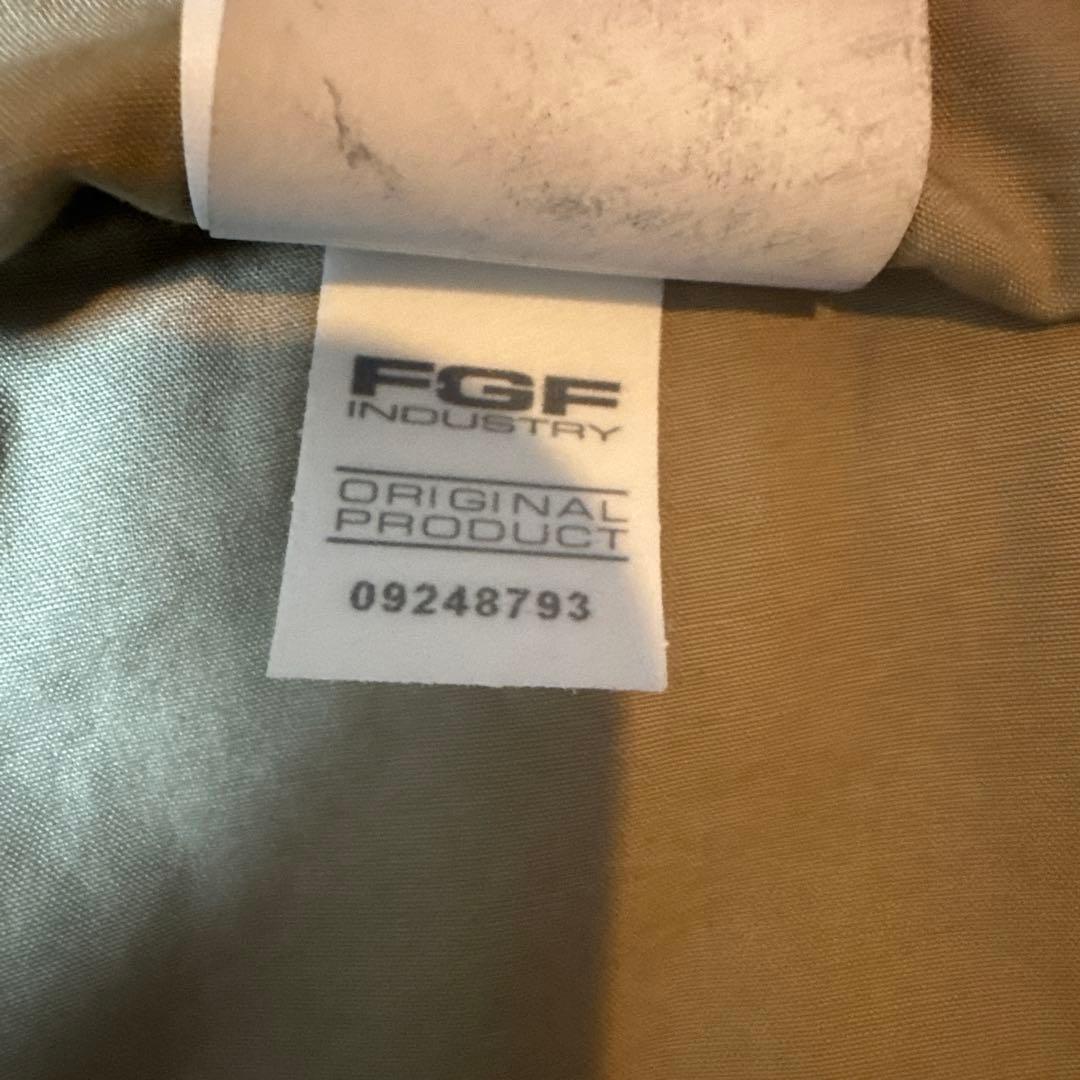 FGF
INDUSTRY
ORIGINAL
PRODUCT
09248793